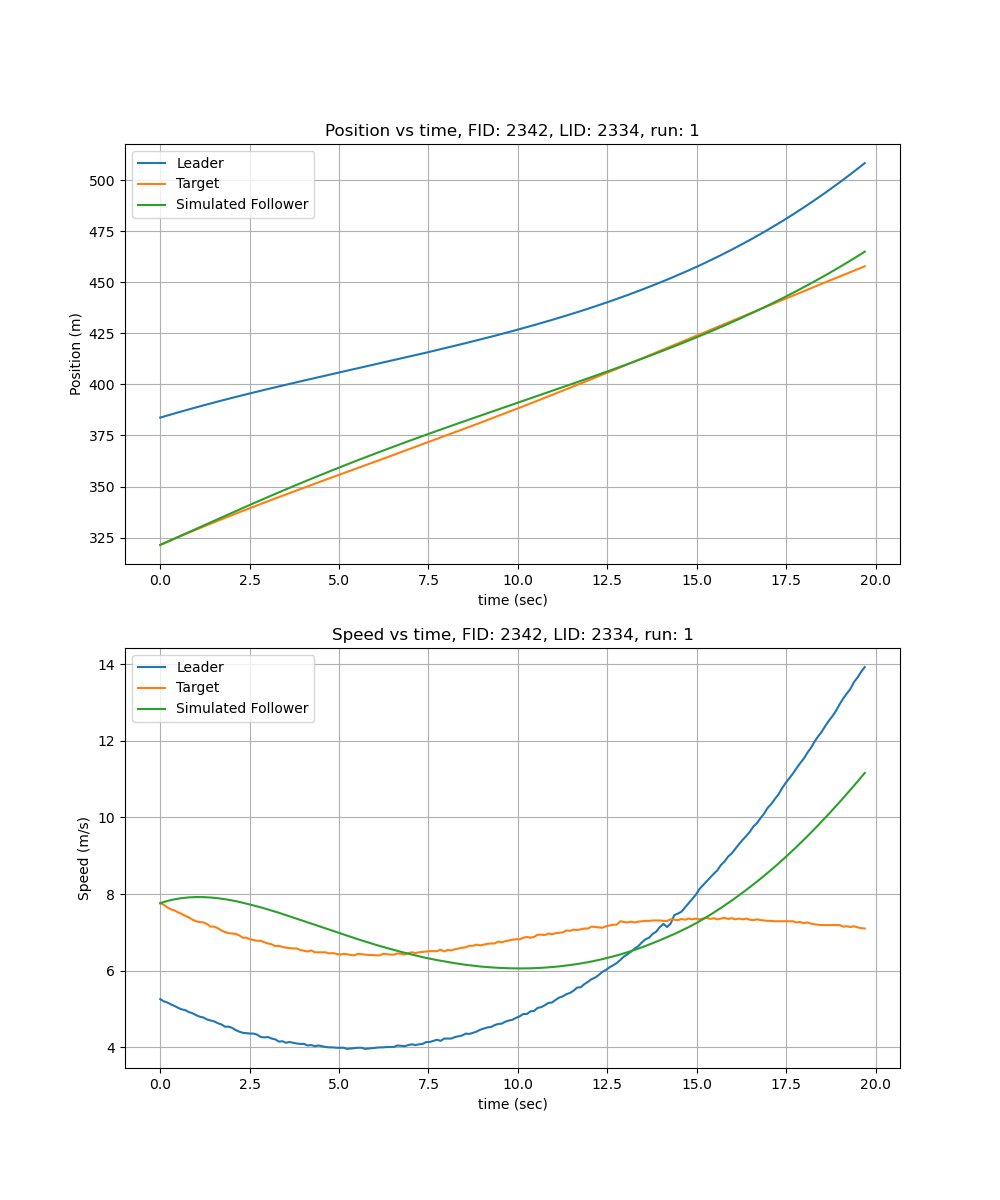 Position vs time, FID: 2342, LID: 2334, run: 1
Leader
Target
Simulated Follower
500
475
450
425
400
375
350
325
Position (m)
0.0 2.5 5.0 7.5 10.0 12.5 15.0 17.5 20.0
time (sec)
Speed vs time, FID: 2342, LID: 2334, run: 1
Leader
Target
Simulated Follower
14
12
10
8
6
4
Speed (m/s)
0.0 2.5 5.0 7.5 10.0 12.5 15.0 17.5 20.0
time (sec)